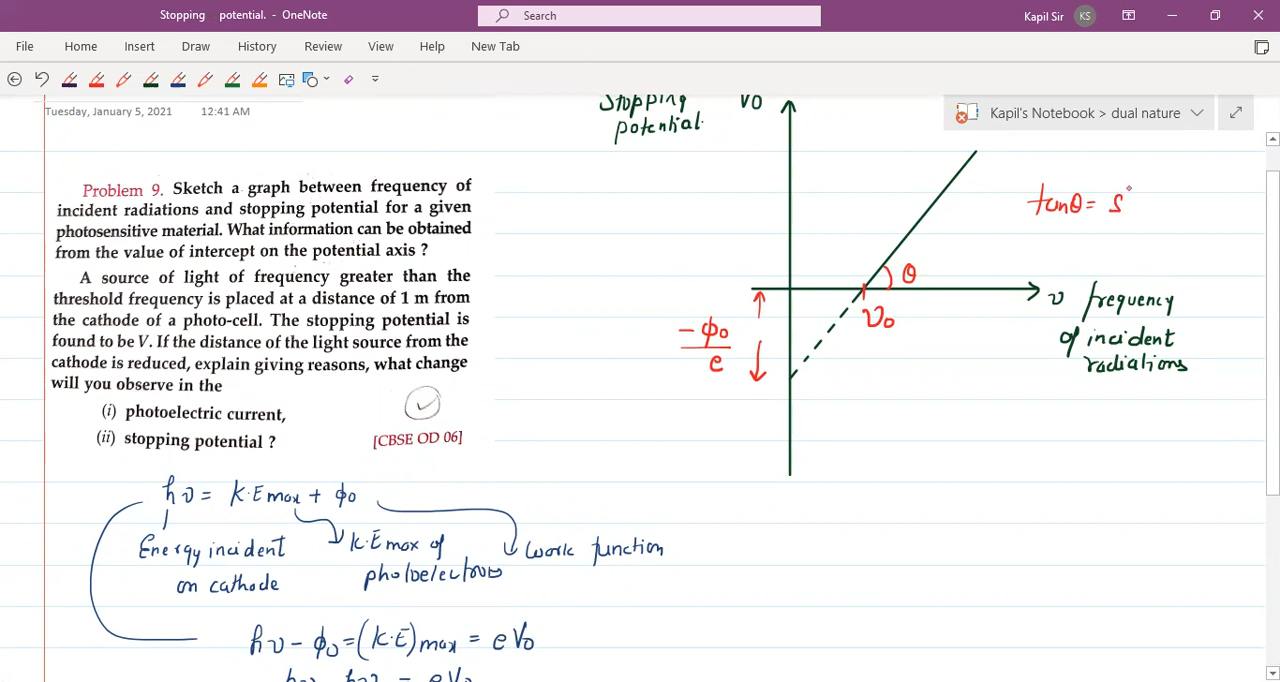 Stopping potential. - OneNote
Search
Kapil Sir KS
File Home Insert Draw History Review View Help New Tab
Tuesday, January 5, 2021 12:41 AM
Kapil's Notebook > dual nature
Stopping
potential.
V0
Problem 9. Sketch a graph between frequency of
incident radiations and stopping potential for a given
photosensitive material. What information can be obtained
from the value of intercept on the potential axis ?
A source of light of frequency greater than the
threshold frequency is placed at a distance of 1 m from
the cathode of a photo-cell. The stopping potential is
found to be V. If the distance of the light source from the
cathode is reduced, explain giving reasons, what change
will you observe in the
(i) photoelectric current,
(ii) stopping potential ?
[CBSE OD 06]
tanθ = s
θ
ν0
-ϕ0
e
ν frequency
of incident
radiations
hν = K.Emax + ϕ0
Energy incident
on cathode
K.Emax of
photoelectrons
work function
hν - ϕ0 = (K.E)max = eV0
hν - hν0 = eV0